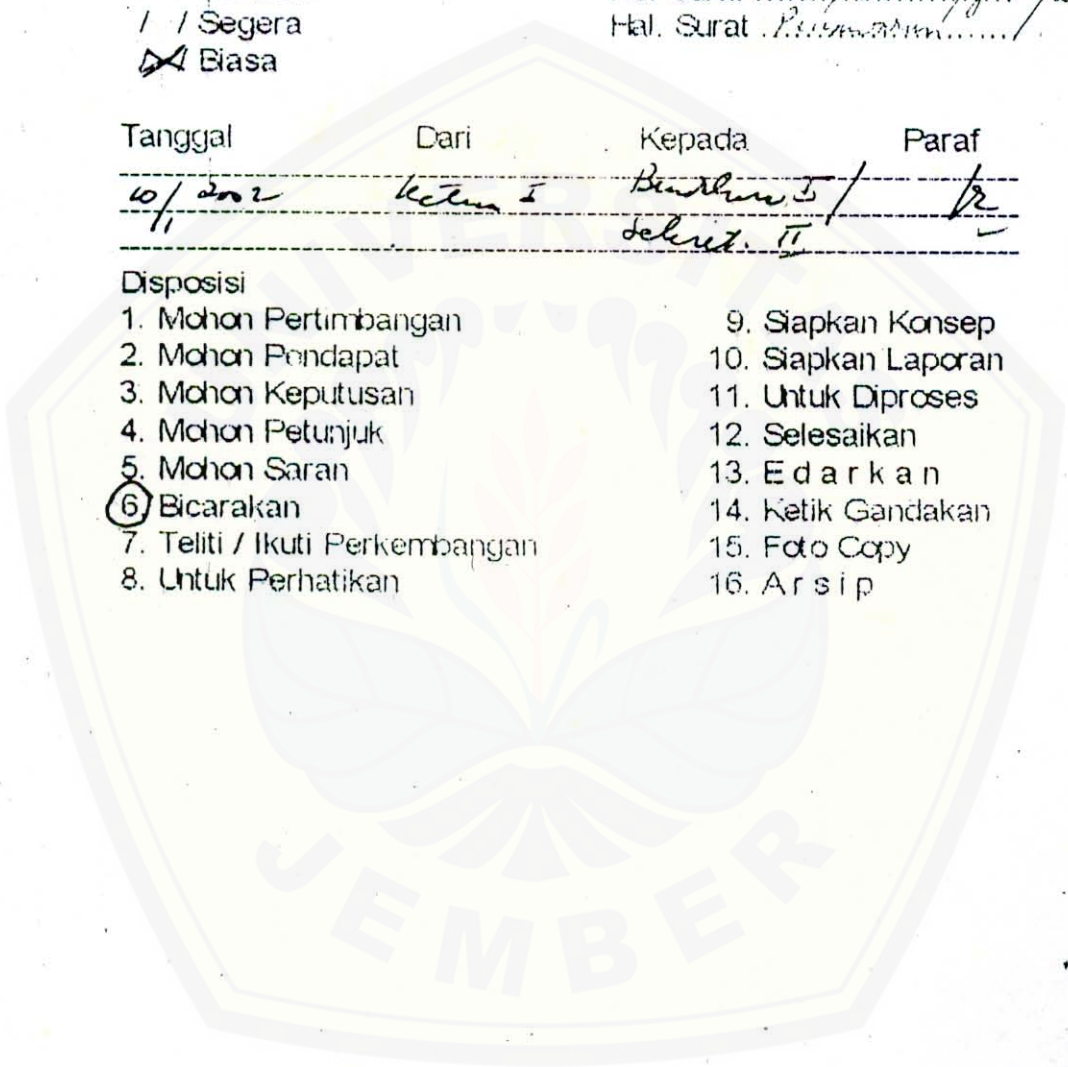 / / Segera
Hal. Surat
Biasa
Tanggal Dari Kepada Paraf
10/11 2002 Ketua I Bendahara I /
Sekret. II
Disposisi
1. Mohon Pertimbangan
2. Mohon Pendapat
3. Mohon Keputusan
4. Mohon Petunjuk
5. Mohon Saran
6. Bicarakan
7. Teliti / Ikuti Perkembangan
8. Untuk Perhatikan
9. Siapkan Konsep
10. Siapkan Laporan
11. Untuk Diproses
12. Selesaikan
13. E d a r k a n
14. Ketik Gandakan
15. Foto Copy
16. A r s i p
UNIVERSITAS
JEMBER